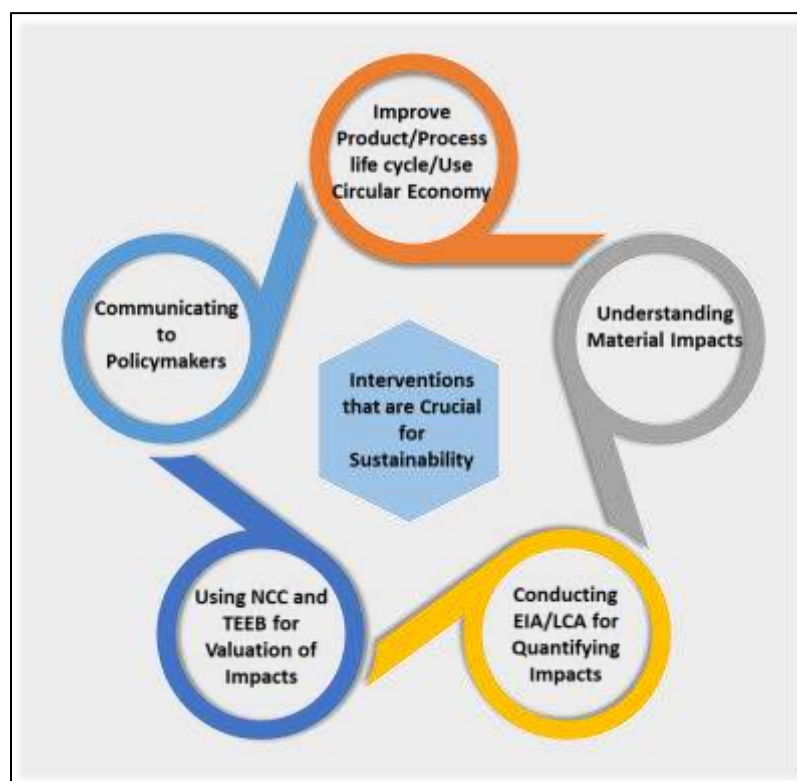 Improve
Product/Process
life cycle/Use
Circular Economy
Understanding
Material Impacts
Conducting
EIA/LCA for
Quantifying
Impacts
Using NCC and
TEEB for
Valuation of
Impacts
Communicating
to
Policymakers
Interventions
that are Crucial
for
Sustainability